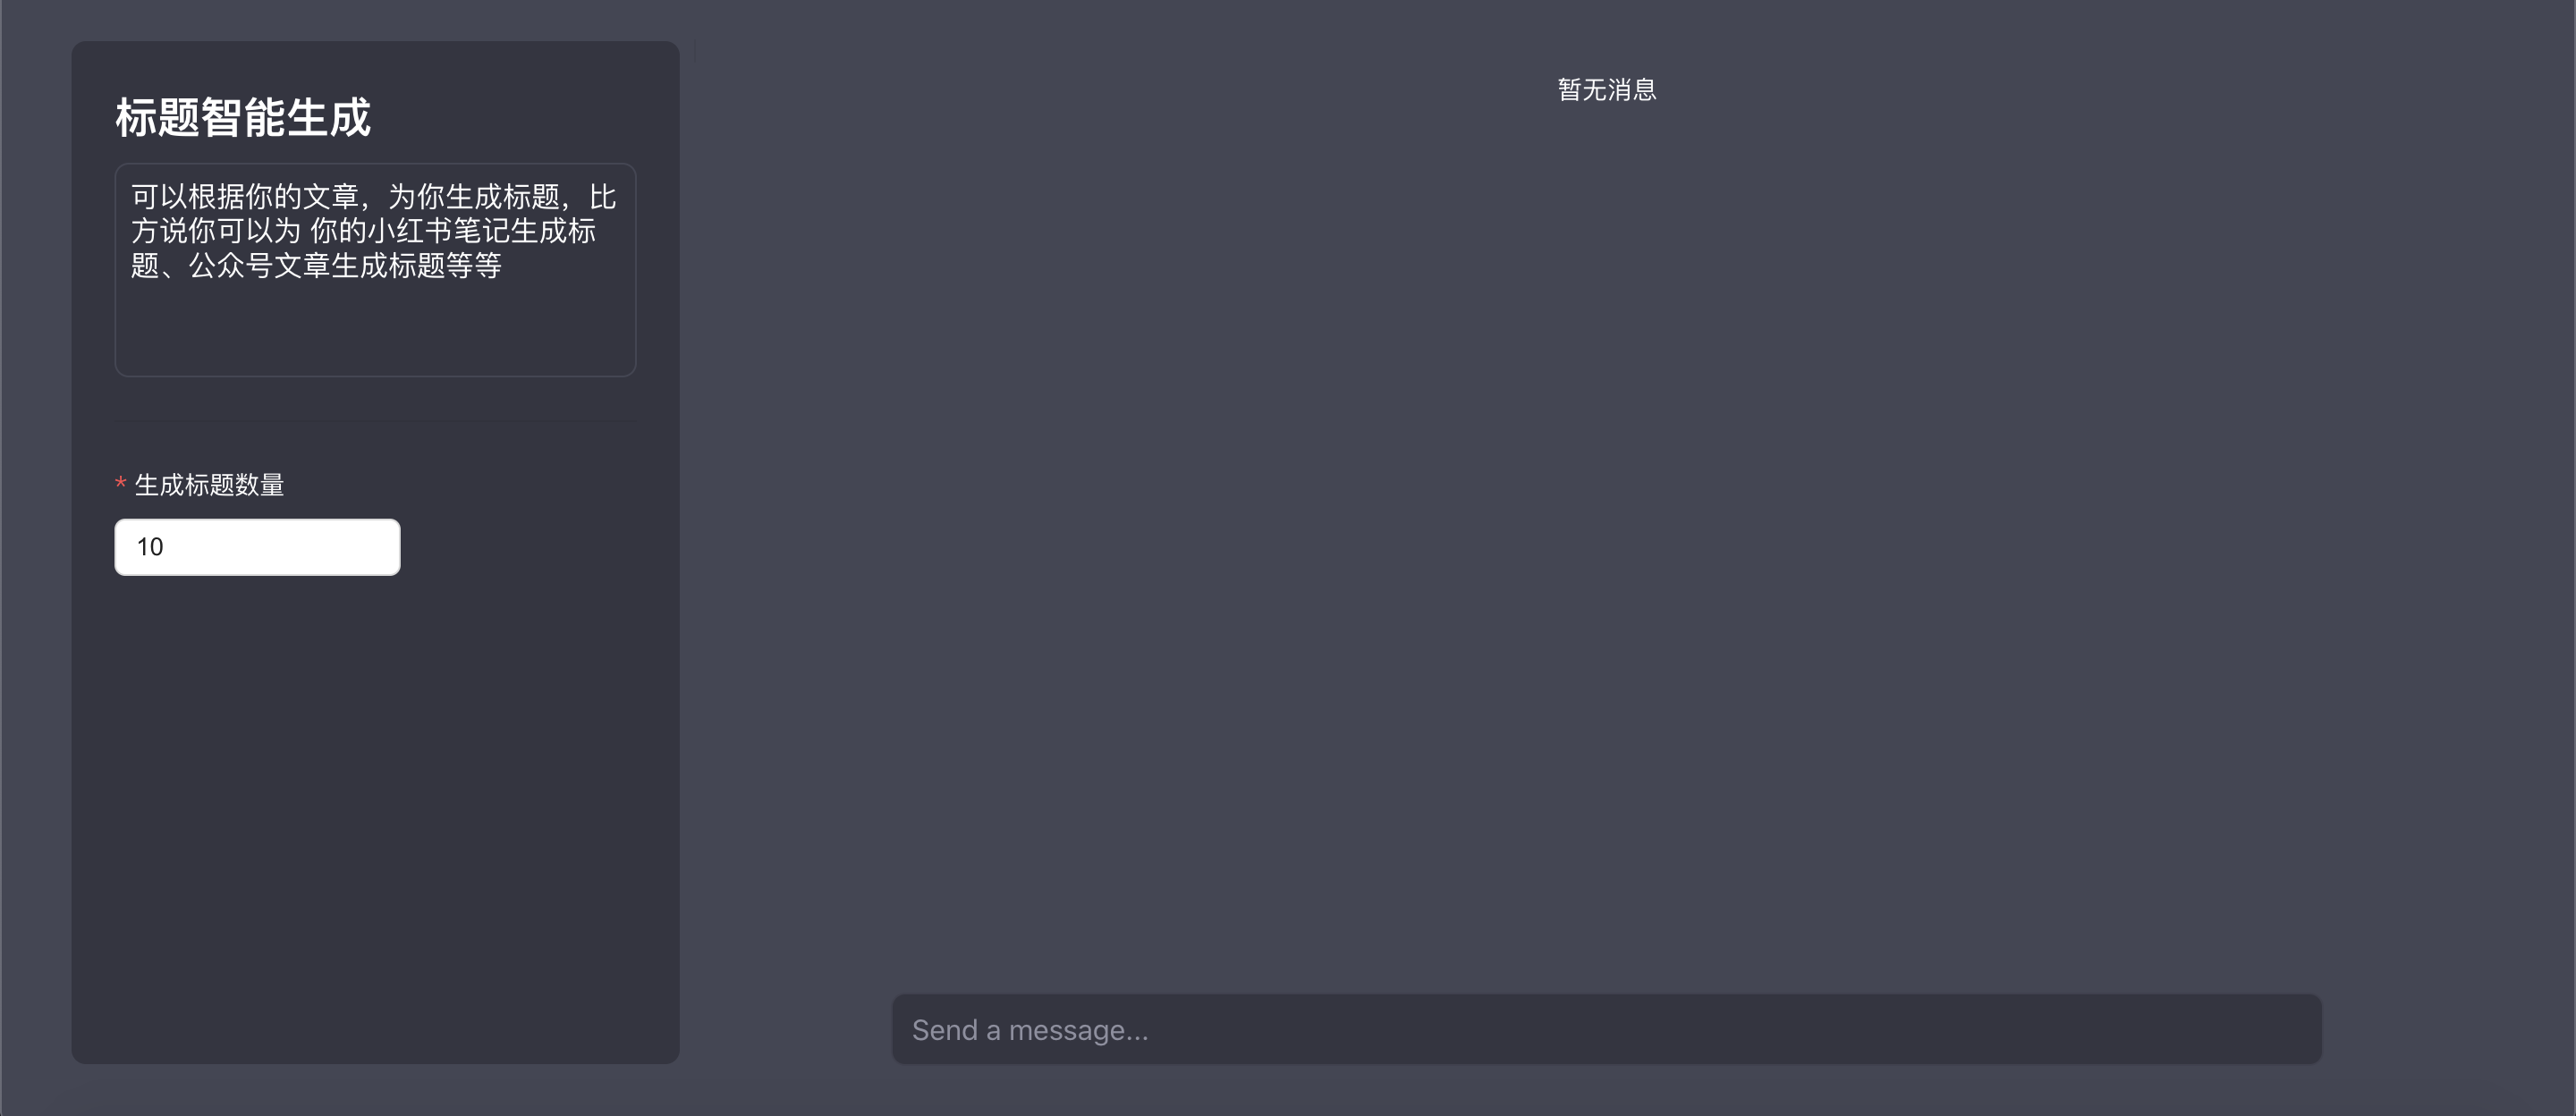 标题智能生成
可以根据你的文章，为你生成标题，比
方说你可以为 你的小红书笔记生成标
题、公众号文章生成标题等等
* 生成标题数量
10
暂无消息
Send a message...